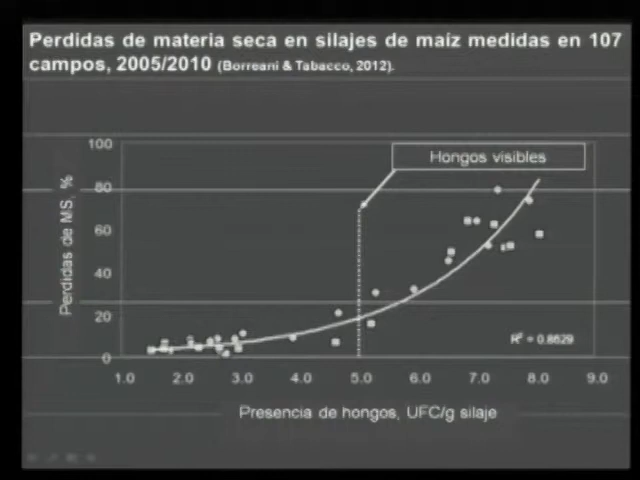 Perdidas de materia seca en silajes de maíz medidas en 107
campos, 2005/2010 (Borreani & Tabacco, 2012).
Hongos visibles
Perdidas de MS, %
100
80
60
40
20
0
R² = 0.8629
1.0 2.0 3.0 4.0 5.0 6.0 7.0 8.0 9.0
Presencia de hongos, UFC/g silaje